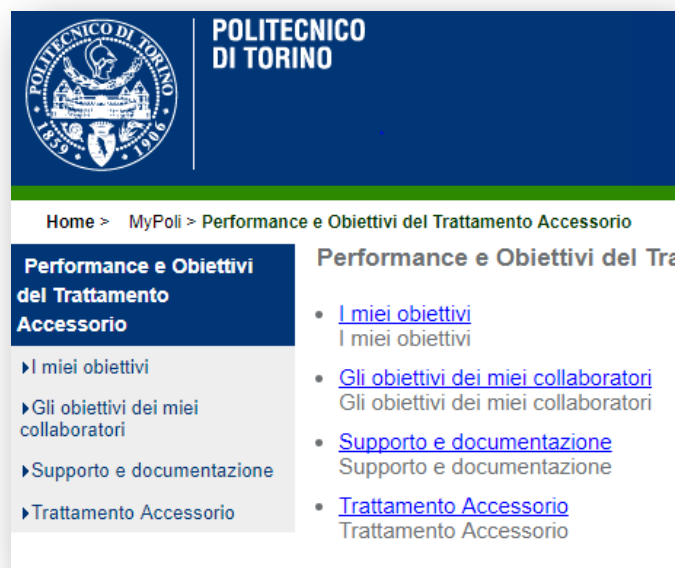 POLITECNICO DI TORINO
1859 · 1906
POLITECNICO
DI TORINO
Home > MyPoli > Performance e Obiettivi del Trattamento Accessorio
Performance e Obiettivi
del Trattamento
Accessorio
I miei obiettivi
Gli obiettivi dei miei
collaboratori
Supporto e documentazione
Trattamento Accessorio
Performance e Obiettivi del Tra
I miei obiettivi
I miei obiettivi
Gli obiettivi dei miei collaboratori
Gli obiettivi dei miei collaboratori
Supporto e documentazione
Supporto e documentazione
Trattamento Accessorio
Trattamento Accessorio